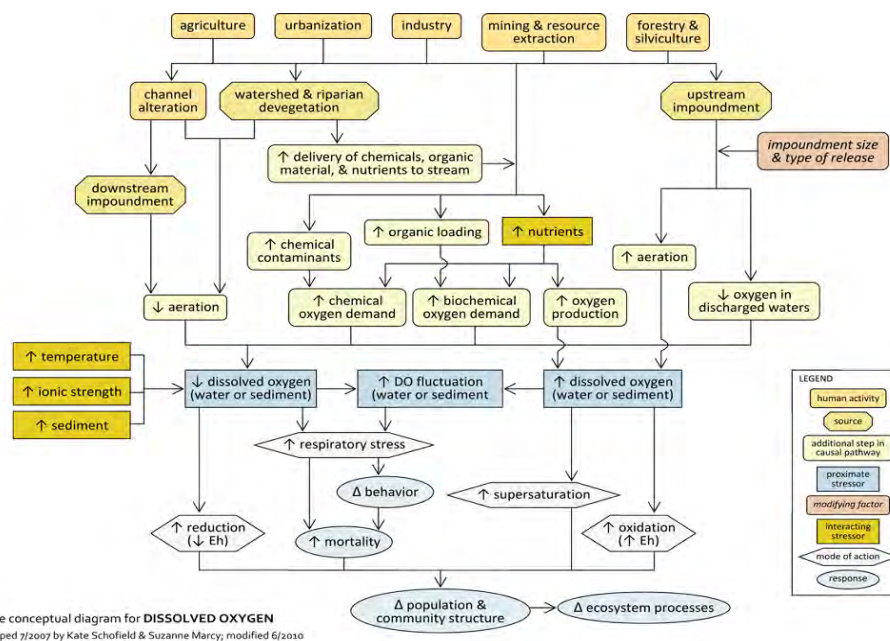 agriculture
urbanization
industry
mining & resource
extraction
forestry &
silviculture
channel
alteration
watershed & riparian
devegetation
upstream
impoundment
impoundment size
& type of release
↑ delivery of chemicals, organic
material, & nutrients to stream
downstream
impoundment
↑ chemical
contaminants
↑ organic loading
↑ nutrients
↑ aeration
↓ aeration
↑ chemical
oxygen demand
↑ biochemical
oxygen demand
↑ oxygen
production
↓ oxygen in
discharged waters
↑ temperature
↑ ionic strength
↑ sediment
↓ dissolved oxygen
(water or sediment)
↑ DO fluctuation
(water or sediment
↑ dissolved oxygen
(water or sediment)
↑ respiratory stress
Δ behavior
↑ supersaturation
↑ reduction
(↓ Eh)
↑ mortality
↑ oxidation
(↑ Eh)
Δ population &
community structure
Δ ecosystem processes
LEGEND
human activity
source
additional step in
causal pathway
proximate
stressor
modifying factor
interacting
stressor
mode of action
response
e conceptual diagram for DISSOLVED OXYGEN
ped 7/2007 by Kate Schofield & Suzanne Marcy; modified 6/2010